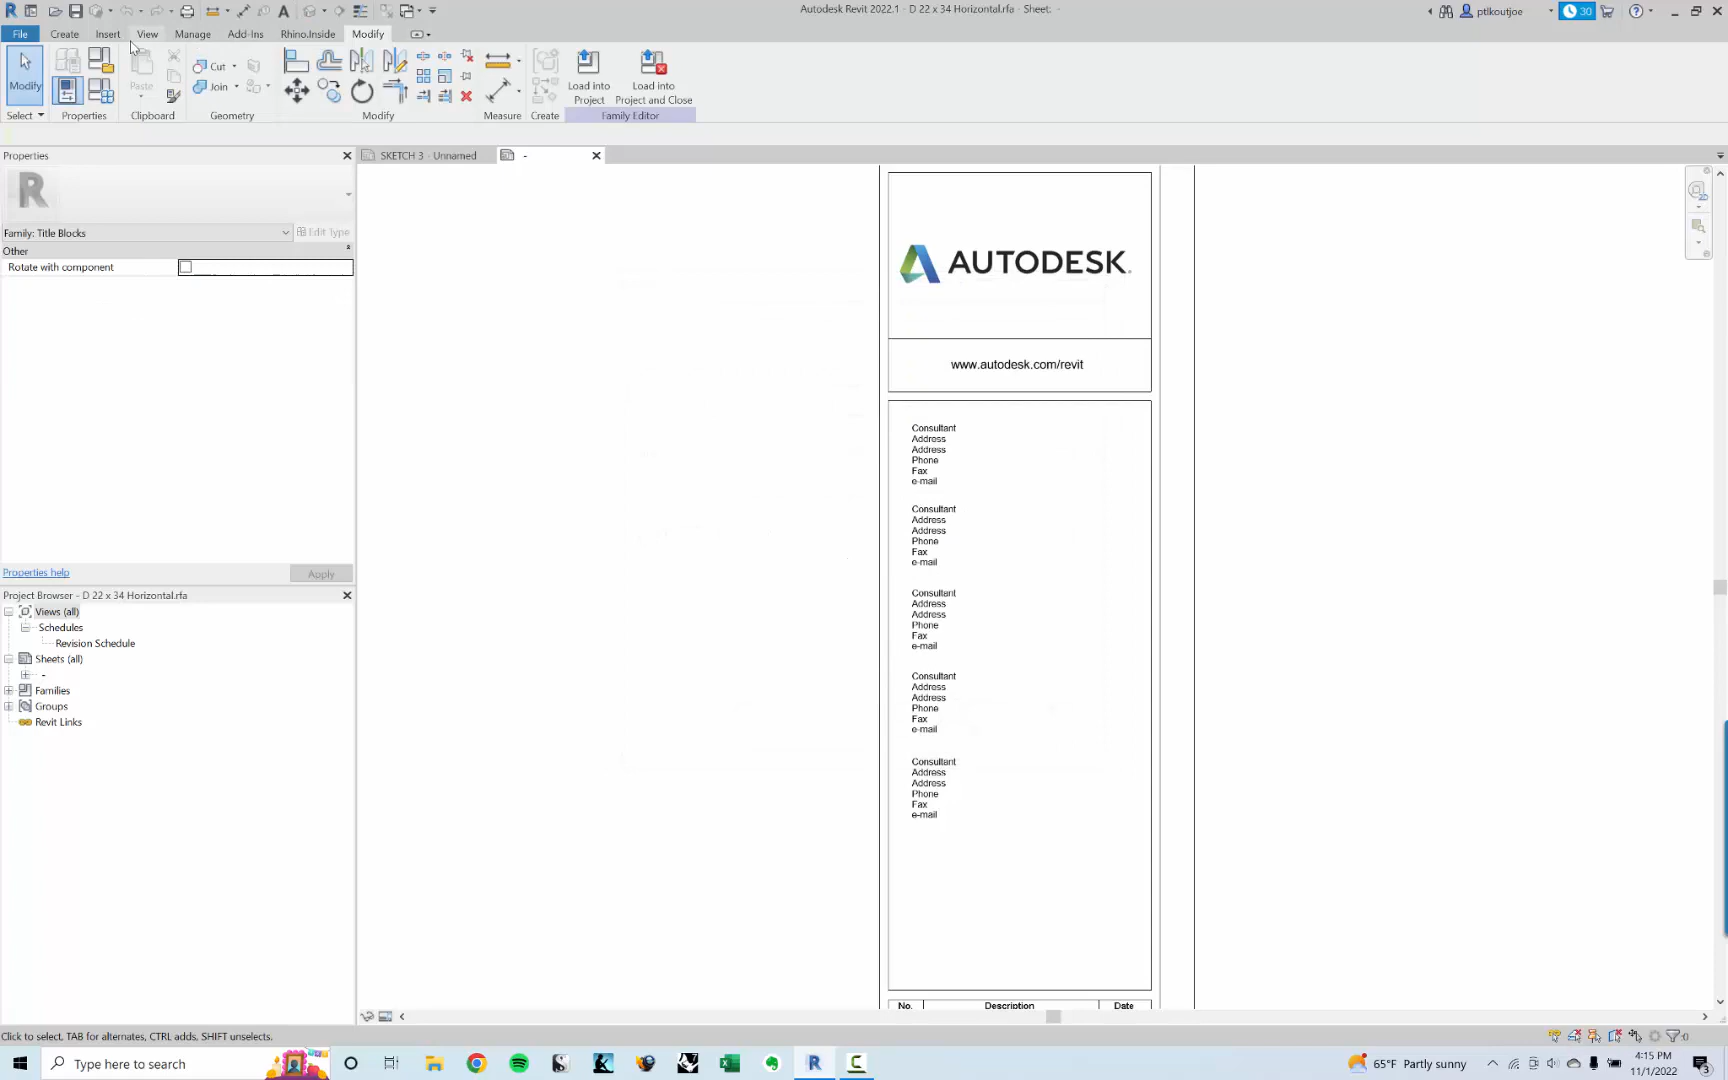 Autodesk Revit 2022.1 - D 22 x 34 Horizontal.rfa - Sheet: -
ptlkoutjoe
30
File Create Insert View Manage Add-Ins Rhino.Inside Modify
Modify
Paste
Cut
Join
Load into
Project
Load into
Project and Close
Select Properties Clipboard Geometry Modify Measure Create Family Editor
Properties
SKETCH 3 - Unnamed
-
R
Family: Title Blocks
Edit Type
Other
Rotate with component
Properties help
Apply
Project Browser - D 22 x 34 Horizontal.rfa
Views (all)
Schedules
Revision Schedule
Sheets (all)
-
Families
Groups
Revit Links
AUTODESK.
www.autodesk.com/revit
Consultant
Address
Address
Phone
Fax
e-mail
Consultant
Address
Address
Phone
Fax
e-mail
Consultant
Address
Address
Phone
Fax
e-mail
Consultant
Address
Address
Phone
Fax
e-mail
Consultant
Address
Address
Phone
Fax
e-mail
No. Description Date
Click to select, TAB for alternates, CTRL adds, SHIFT unselects.
:0
Type here to search
65°F Partly sunny
4:15 PM
11/1/2022
3